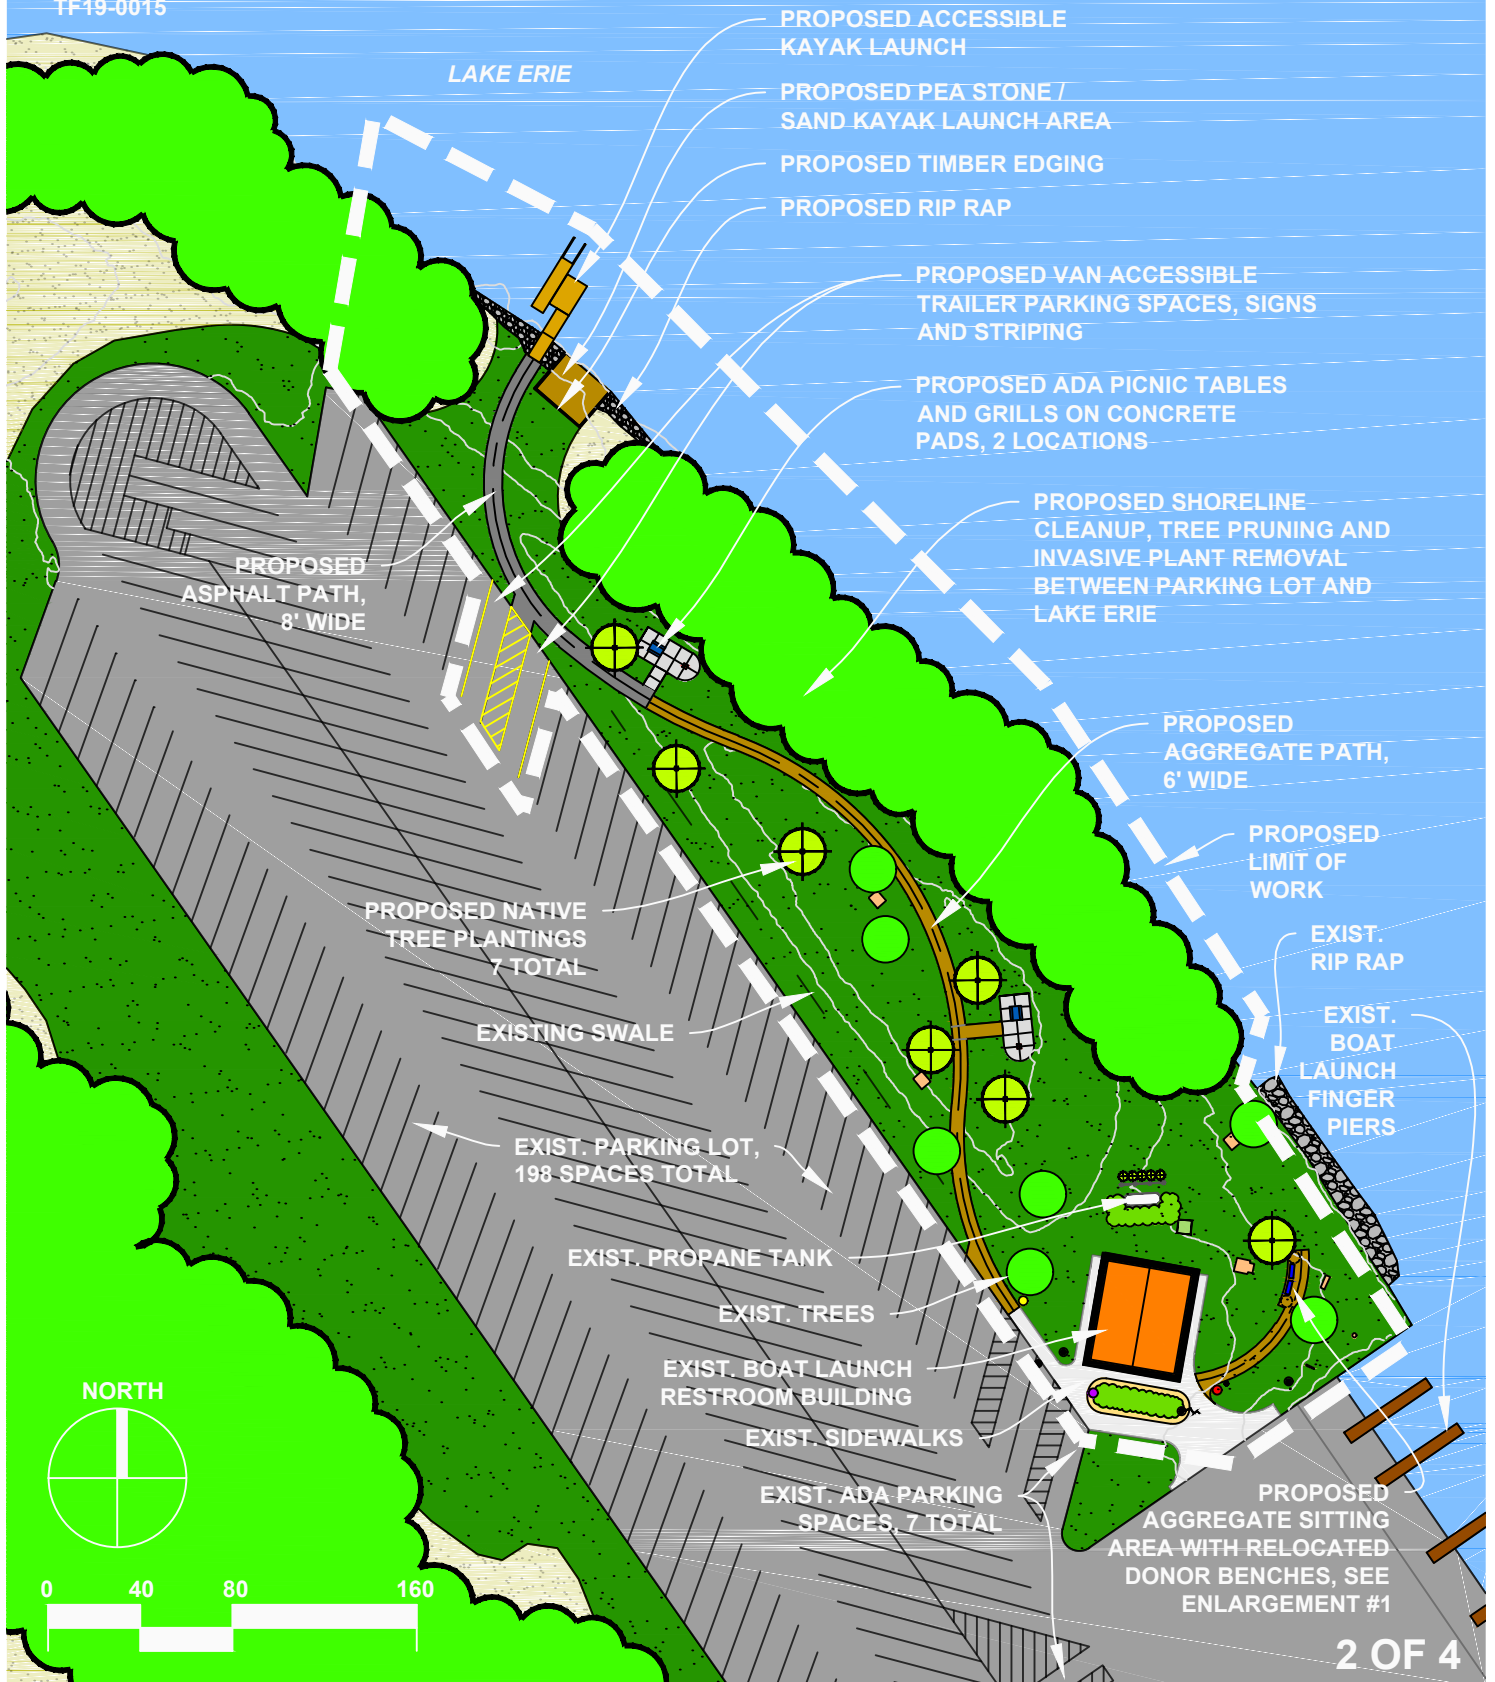 TF19-0015
LAKE ERIE
PROPOSED ACCESSIBLE
KAYAK LAUNCH
PROPOSED PEA STONE /
SAND KAYAK LAUNCH AREA
PROPOSED TIMBER EDGING
PROPOSED RIP RAP
PROPOSED VAN ACCESSIBLE
TRAILER PARKING SPACES, SIGNS
AND STRIPING
PROPOSED ADA PICNIC TABLES
AND GRILLS ON CONCRETE
PADS, 2 LOCATIONS
PROPOSED SHORELINE
CLEANUP, TREE PRUNING AND
INVASIVE PLANT REMOVAL
BETWEEN PARKING LOT AND
LAKE ERIE
PROPOSED
ASPHALT PATH,
8' WIDE
PROPOSED
AGGREGATE PATH,
6' WIDE
PROPOSED
LIMIT OF
WORK
PROPOSED NATIVE
TREE PLANTINGS
7 TOTAL
EXIST.
RIP RAP
EXISTING SWALE
EXIST.
BOAT
LAUNCH
FINGER
PIERS
EXIST. PARKING LOT,
198 SPACES TOTAL
EXIST. PROPANE TANK
EXIST. TREES
EXIST. BOAT LAUNCH
RESTROOM BUILDING
EXIST. SIDEWALKS
EXIST. ADA PARKING
SPACES, 7 TOTAL
PROPOSED
AGGREGATE SITTING
AREA WITH RELOCATED
DONOR BENCHES, SEE
ENLARGEMENT #1
NORTH
0 40 80 160
2 OF 4